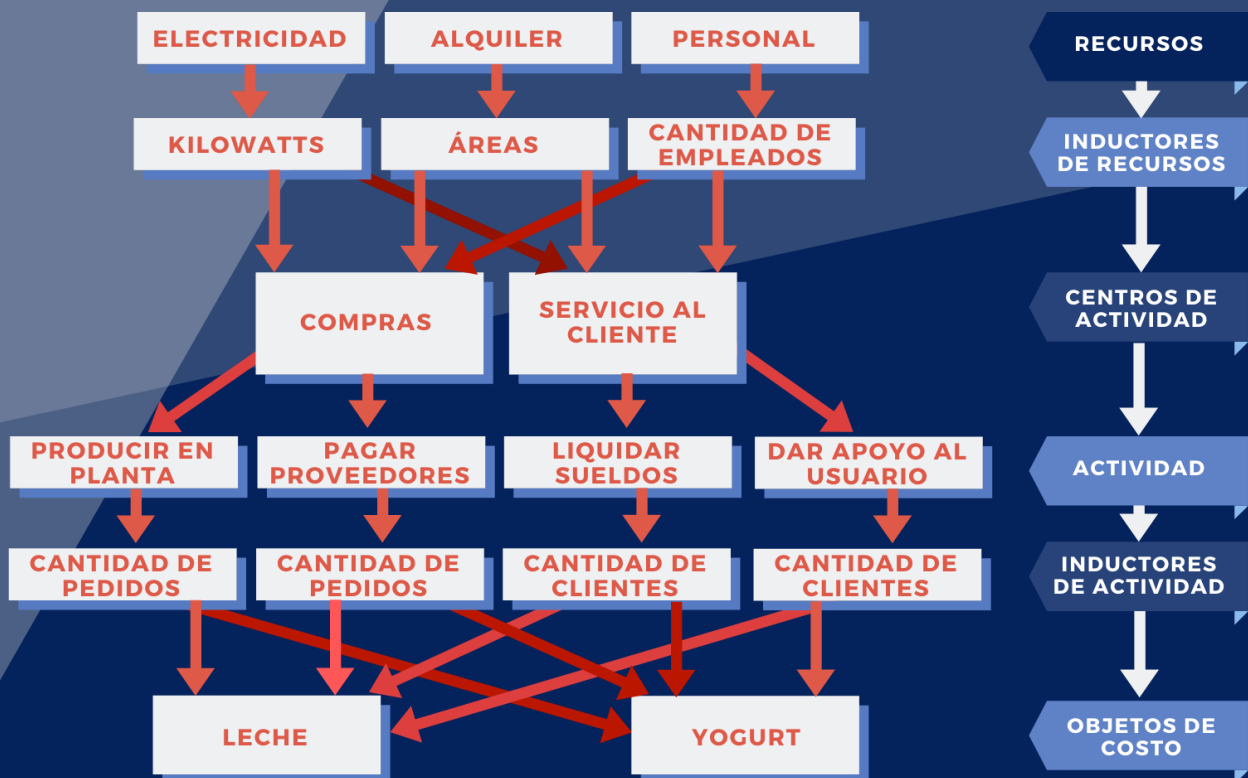 ELECTRICIDAD
ALQUILER
PERSONAL
RECURSOS
KILOWATTS
ÁREAS
CANTIDAD DE
EMPLEADOS
INDUCTORES
DE RECURSOS
COMPRAS
SERVICIO AL
CLIENTE
CENTROS DE
ACTIVIDAD
PRODUCIR EN
PLANTA
PAGAR
PROVEEDORES
LIQUIDAR
SUELDOS
DAR APOYO AL
USUARIO
ACTIVIDAD
CANTIDAD DE
PEDIDOS
CANTIDAD DE
PEDIDOS
CANTIDAD DE
CLIENTES
CANTIDAD DE
CLIENTES
INDUCTORES
DE ACTIVIDAD
LECHE
YOGURT
OBJETOS DE
COSTO